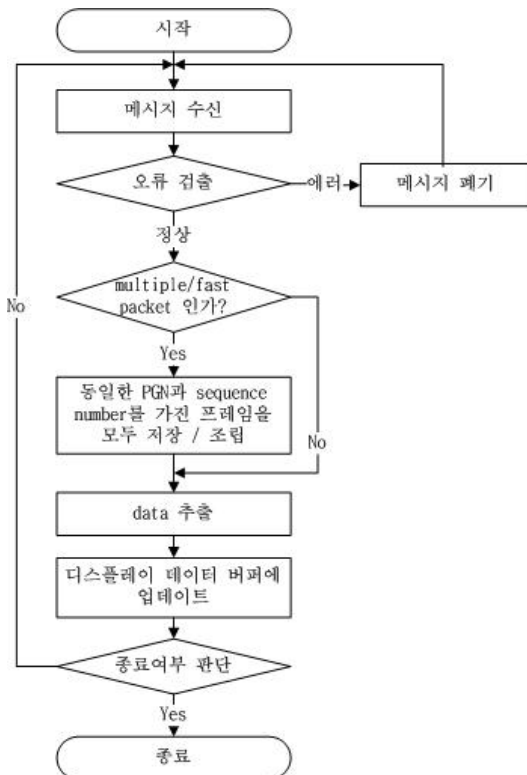 시작
메시지 수신
오류 검출
에러
메시지 폐기
정상
multiple/fast
packet 인가?
No
Yes
동일한 PGN과 sequence
number를 가진 프레임을
모두 저장 / 조립
No
data 추출
디스플레이 데이터 버퍼에
업데이트
종료여부 판단
Yes
종료